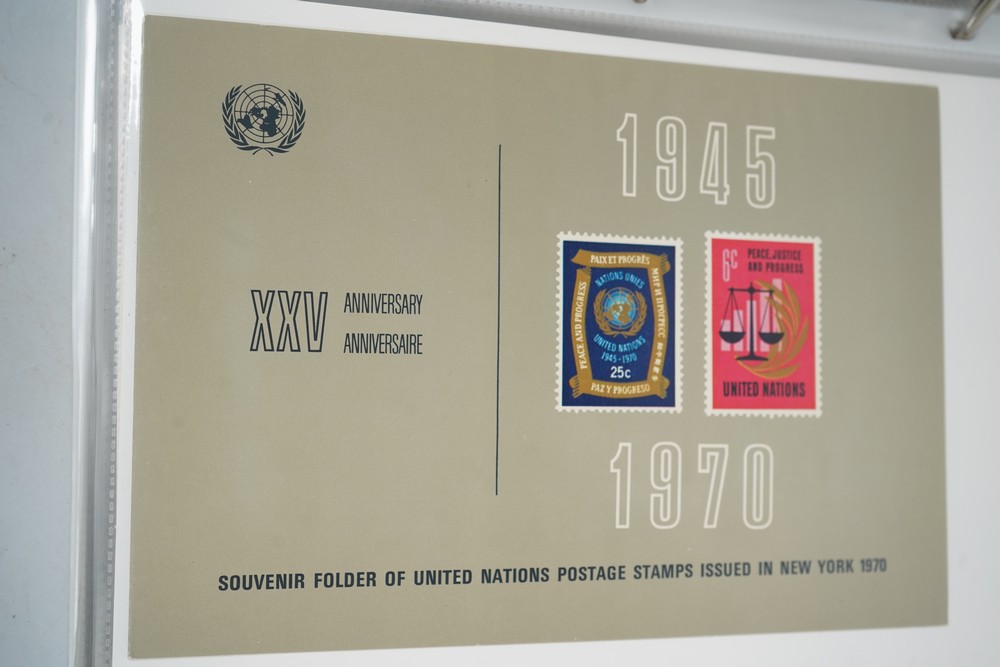 XXV
ANNIVERSARY
ANNIVERSAIRE
1945
PAIX ET PROGRÈS
PEACE AND PROGRESS
МИР И ПРОГРЕСС
NATIONS UNIES
UNITED NATIONS
1945-1970
25c
PAZ Y PROGRESO
6c
PEACE, JUSTICE
AND PROGRESS
UNITED NATIONS
1970
SOUVENIR FOLDER OF UNITED NATIONS POSTAGE STAMPS ISSUED IN NEW YORK 1970